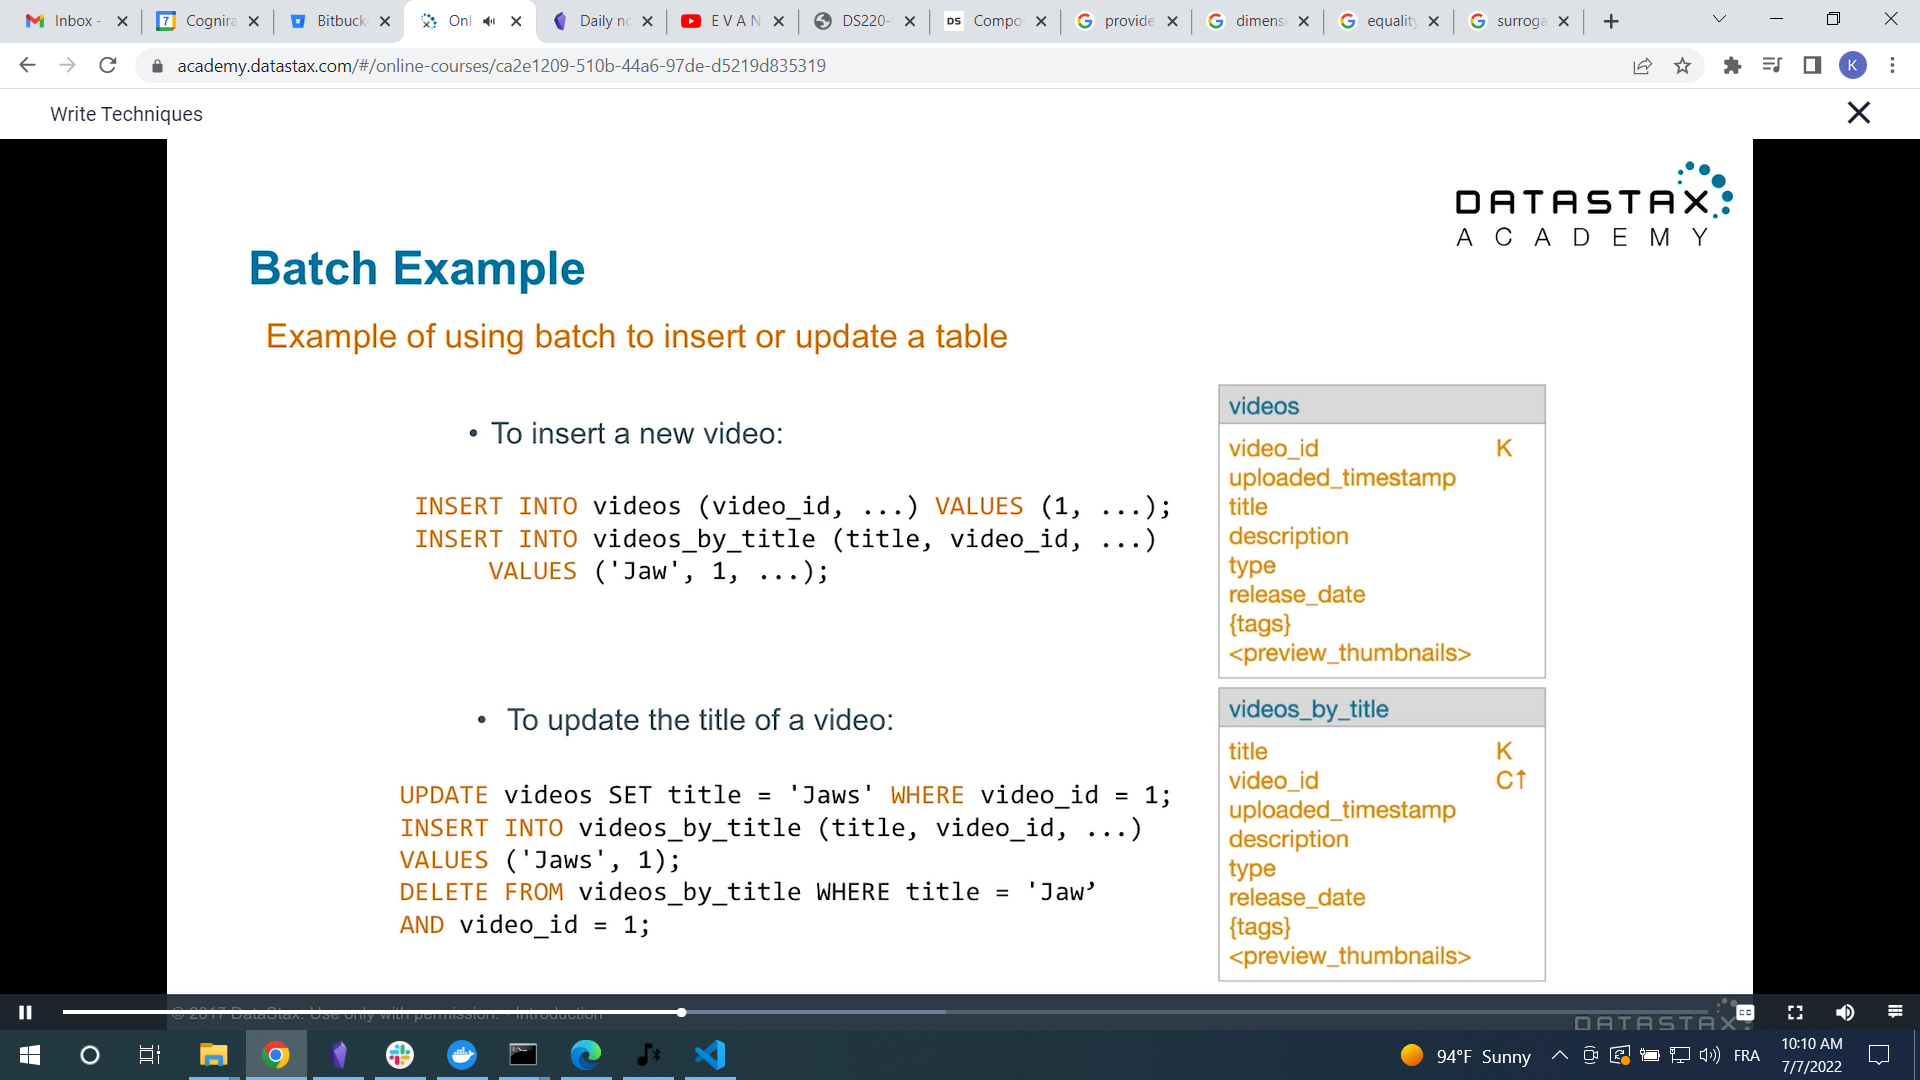 Inbox -
7
Cognira
Bitbucke
Onl
Daily no
E V A N
DS220-
DS
Compo
provide
dimens
equality
surroga
academy.datastax.com/#/online-courses/ca2e1209-510b-44a6-97de-d5219d835319
K
Write Techniques
DATASTAX
ACADEMY
Batch Example
Example of using batch to insert or update a table
• To insert a new video:
INSERT INTO videos (video_id, ...) VALUES (1, ...);
INSERT INTO videos_by_title (title, video_id, ...)
VALUES ('Jaw', 1, ...);
• To update the title of a video:
UPDATE videos SET title = 'Jaws' WHERE video_id = 1;
INSERT INTO videos_by_title (title, video_id, ...)
VALUES ('Jaws', 1);
DELETE FROM videos_by_title WHERE title = 'Jaw’
AND video_id = 1;
videos
video_id K
uploaded_timestamp
title
description
type
release_date
{tags}
<preview_thumbnails>
videos_by_title
title K
video_id C↑
uploaded_timestamp
description
type
release_date
{tags}
<preview_thumbnails>
© 2017 DataStax. Use only with permission. • Introduction
DATASTAX
CC
94°F Sunny
FRA
10:10 AM
7/7/2022